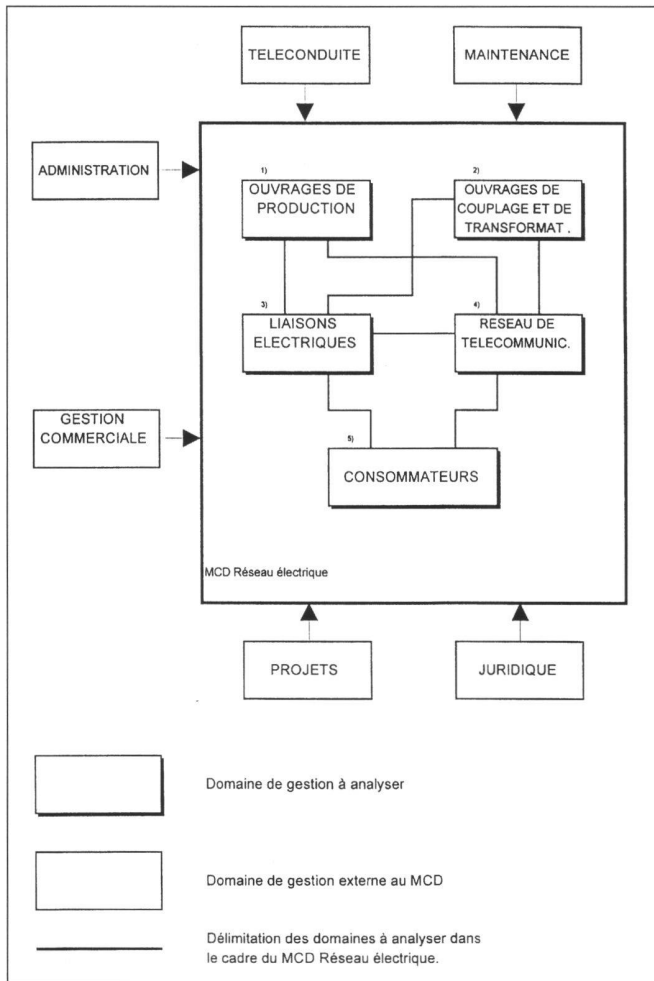 TELECONDUITE
MAINTENANCE
ADMINISTRATION
1)
OUVRAGES DE
PRODUCTION
2)
OUVRAGES DE
COUPLAGE ET DE
TRANSFORMAT .
3)
LIAISONS
ELECTRIQUES
4)
RESEAU DE
TELECOMMUNIC.
GESTION
COMMERCIALE
5)
CONSOMMATEURS
MCD Réseau électrique
PROJETS
JURIDIQUE
Domaine de gestion à analyser
Domaine de gestion externe au MCD
Délimitation des domaines à analyser dans
le cadre du MCD Réseau électrique.